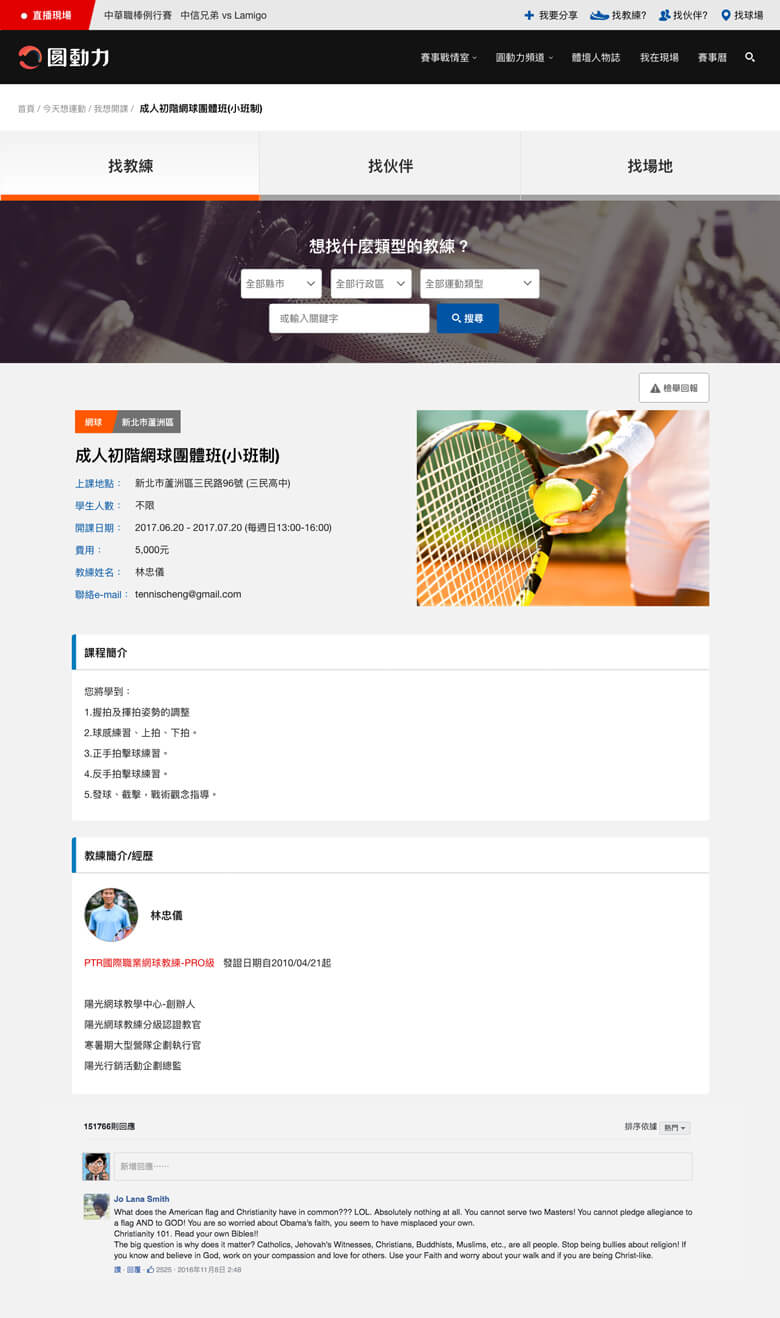 直播現場 中華職棒例行賽 中信兄弟 vs Lamigo 我要分享 找教練? 找伙伴? 找球場
圓動力 賽事戰情室 圓動力頻道 體壇人物誌 我在現場 賽事曆
首頁 / 今天想運動 / 我想開課 / 成人初階網球團體班(小班制)
找教練 找伙伴 找場地
想找什麼類型的教練？
全部縣市 全部行政區 全部運動類型
或輸入關鍵字 搜尋
檢舉回報
網球 新北市蘆洲區
成人初階網球團體班(小班制)
上課地點： 新北市蘆洲區三民路96號 (三民高中)
學生人數： 不限
開課日期： 2017.06.20 - 2017.07.20 (每週日13:00-16:00)
費用： 5,000元
教練姓名： 林忠儀
聯絡e-mail： tennischeng@gmail.com
課程簡介
您將學到：
1.握拍及揮拍姿勢的調整
2.球感練習、上拍、下拍。
3.正手拍擊球練習。
4.反手拍擊球練習。
5.發球、截擊，戰術觀念指導。
教練簡介/經歷
林忠儀
PTR國際職業網球教練-PRO級 發證日期自2010/04/21起
陽光網球教學中心-創辦人
陽光網球教練分級認證教官
寒暑期大型營隊企劃執行官
陽光行銷活動企劃總監
151766則回應 排序依據 熱門
新增回應……
Jo Lana Smith
What does the American flag and Christianity have in common??? LOL. Absolutely nothing at all. You cannot serve two Masters! You cannot pledge allegiance to
a flag AND to GOD! You are so worried about Obama's faith, you seem to have misplaced your own.
Christianity 101. Read your own Bibles!!
The big question is why does it matter? Catholics, Jehovah's Witnesses, Christians, Buddhists, Muslims, etc., are all people. Stop being bullies about religion! If
you know and believe in God, work on your compassion and love for others. Use your Faith and worry about your walk and if you are being Christ-like.
讚 · 回覆 · 2525 · 2016年11月8日 2:48